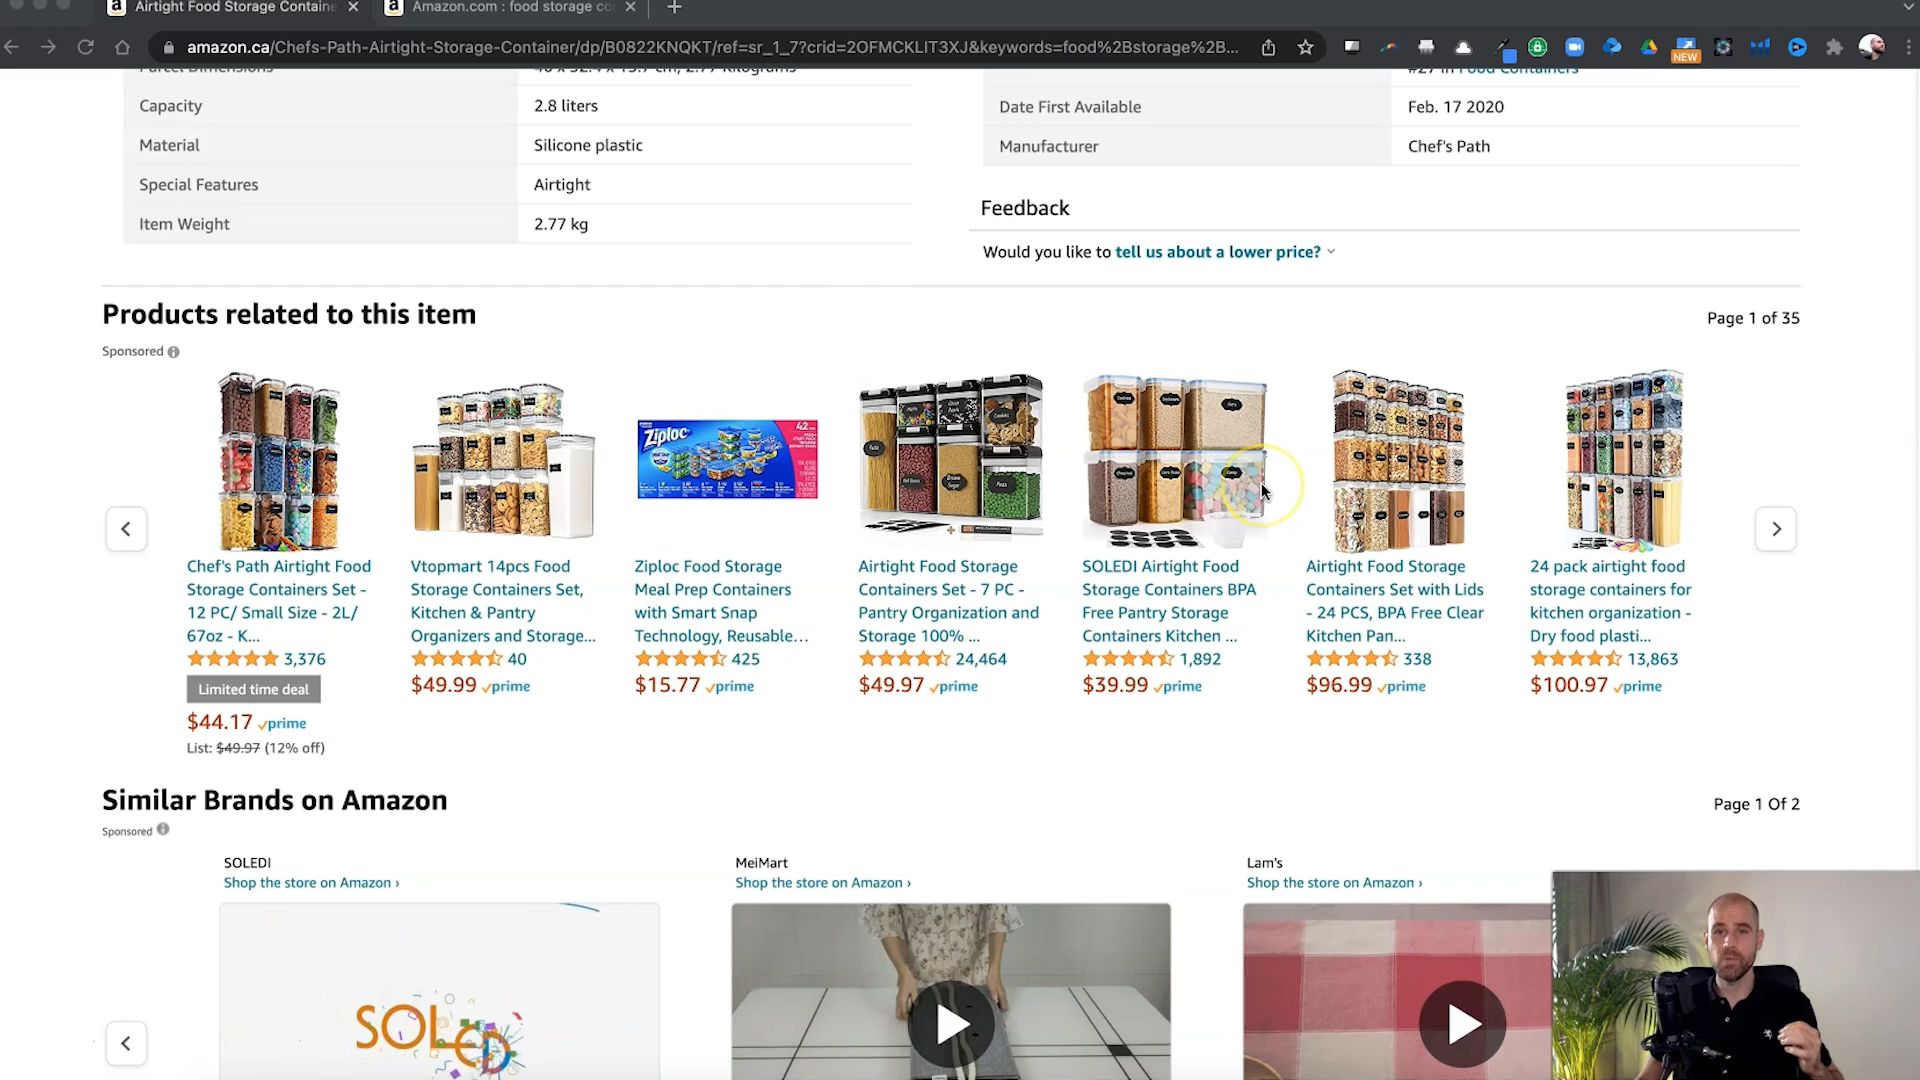 Airtight Food Storage Containe
Amazon.com : food storage co
amazon.ca/Chefs-Path-Airtight-Storage-Container/dp/B0822KNQKT/ref=sr_1_7?crid=2OFMCKLIT3XJ&keywords=food%2Bstorage%2B...
NEW
Parcel Dimensions
#27 in Food Containers
Capacity 2.8 liters
Date First Available Feb. 17 2020
Material Silicone plastic
Manufacturer Chef's Path
Special Features Airtight
Item Weight 2.77 kg
Feedback
Would you like to tell us about a lower price?
Products related to this item
Page 1 of 35
Sponsored
Ziploc
42
Chef's Path Airtight Food
Storage Containers Set -
12 PC/ Small Size - 2L/
67oz - K...
3,376
Limited time deal
$44.17 prime
List: $49.97 (12% off)
Vtopmart 14pcs Food
Storage Containers Set,
Kitchen & Pantry
Organizers and Storage...
40
$49.99 prime
Ziploc Food Storage
Meal Prep Containers
with Smart Snap
Technology, Reusable...
425
$15.77 prime
Airtight Food Storage
Containers Set - 7 PC -
Pantry Organization and
Storage 100% ...
24,464
$49.97 prime
SOLEDI Airtight Food
Storage Containers BPA
Free Pantry Storage
Containers Kitchen ...
1,892
$39.99 prime
Airtight Food Storage
Containers Set with Lids
- 24 PCS, BPA Free Clear
Kitchen Pan...
338
$96.99 prime
24 pack airtight food
storage containers for
kitchen organization -
Dry food plasti...
13,863
$100.97 prime
Similar Brands on Amazon
Page 1 Of 2
Sponsored
SOLEDI
Shop the store on Amazon ›
MeiMart
Shop the store on Amazon ›
Lam's
Shop the store on Amazon ›
SOLED